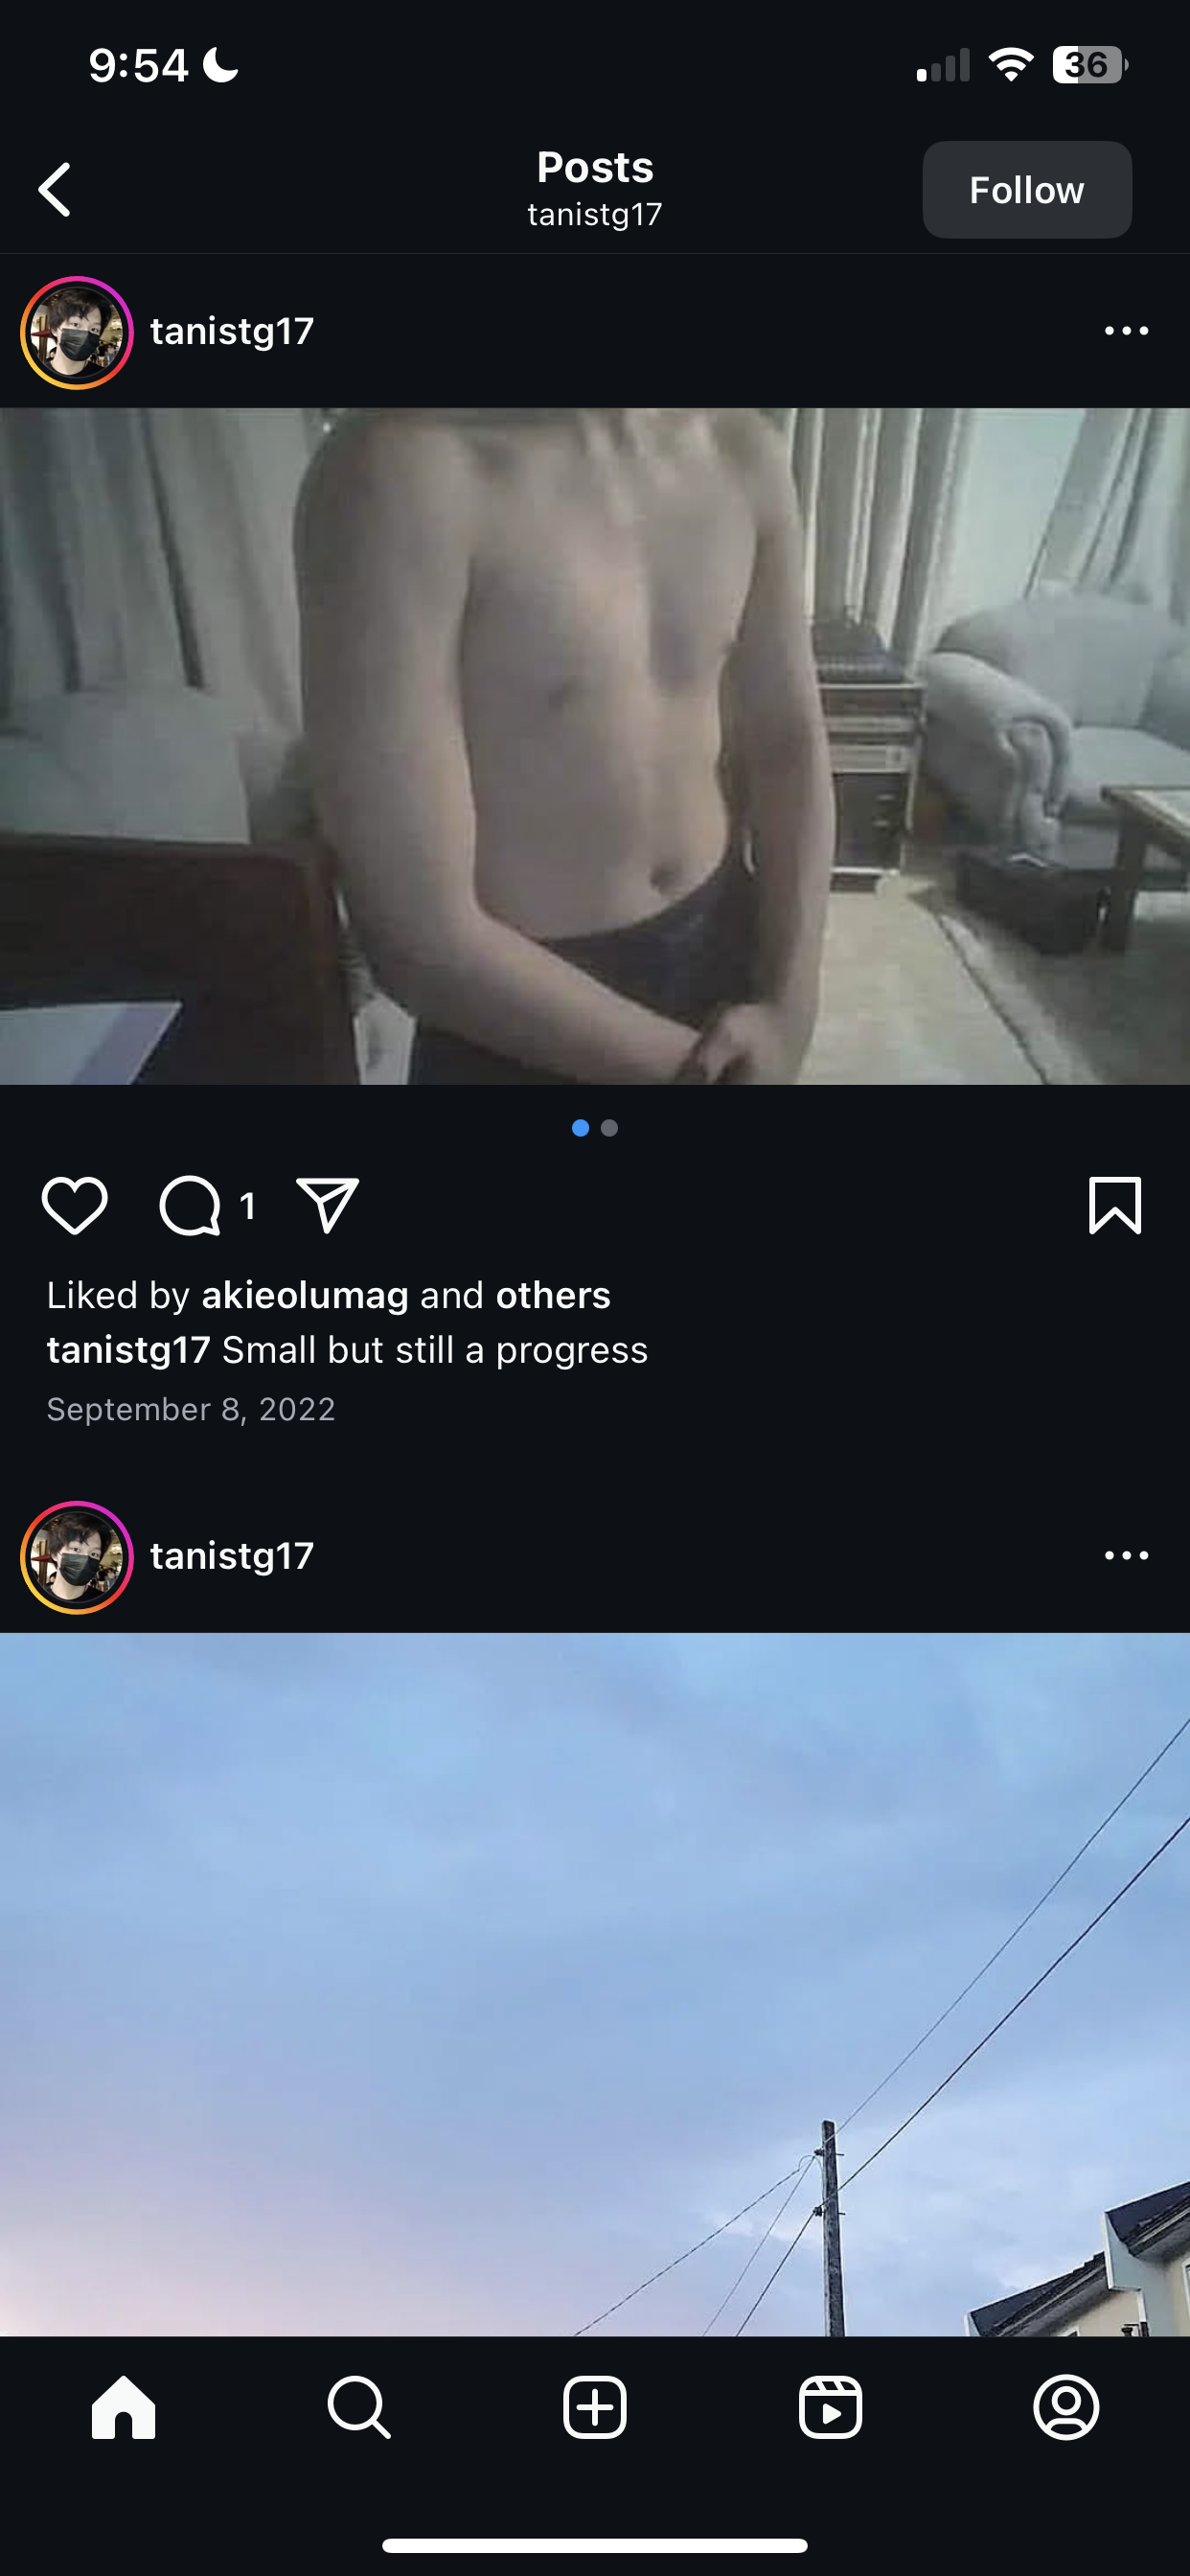 9:54
36
Posts
tanistg17
Follow
tanistg17
1
Liked by akieolumag and others
tanistg17 Small but still a progress
September 8, 2022
tanistg17